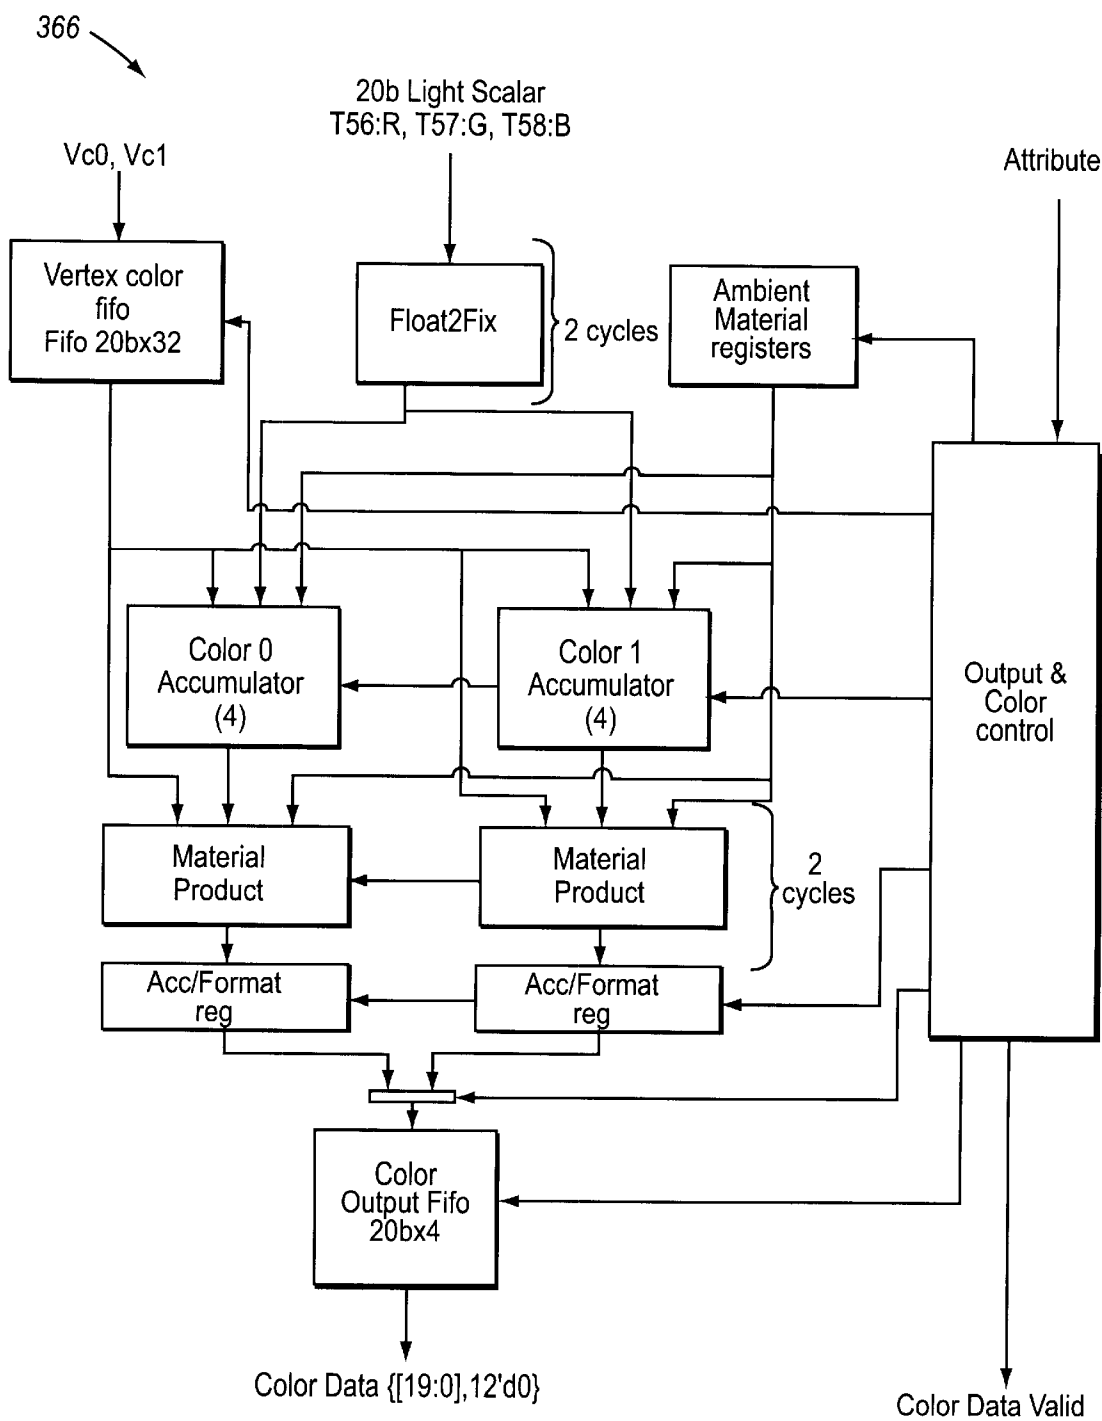 366
20b Light Scalar
T56:R, T57:G, T58:B
Vc0, Vc1
Attribute
Vertex color
fifo
Fifo 20bx32
Float2Fix
2 cycles
Ambient
Material
registers
Color 0
Accumulator
(4)
Color 1
Accumulator
(4)
Output &
Color
control
Material
Product
Material
Product
2
cycles
Acc/Format
reg
Acc/Format
reg
Color
Output Fifo
20bx4
Color Data {[19:0],12'd0}
Color Data Valid